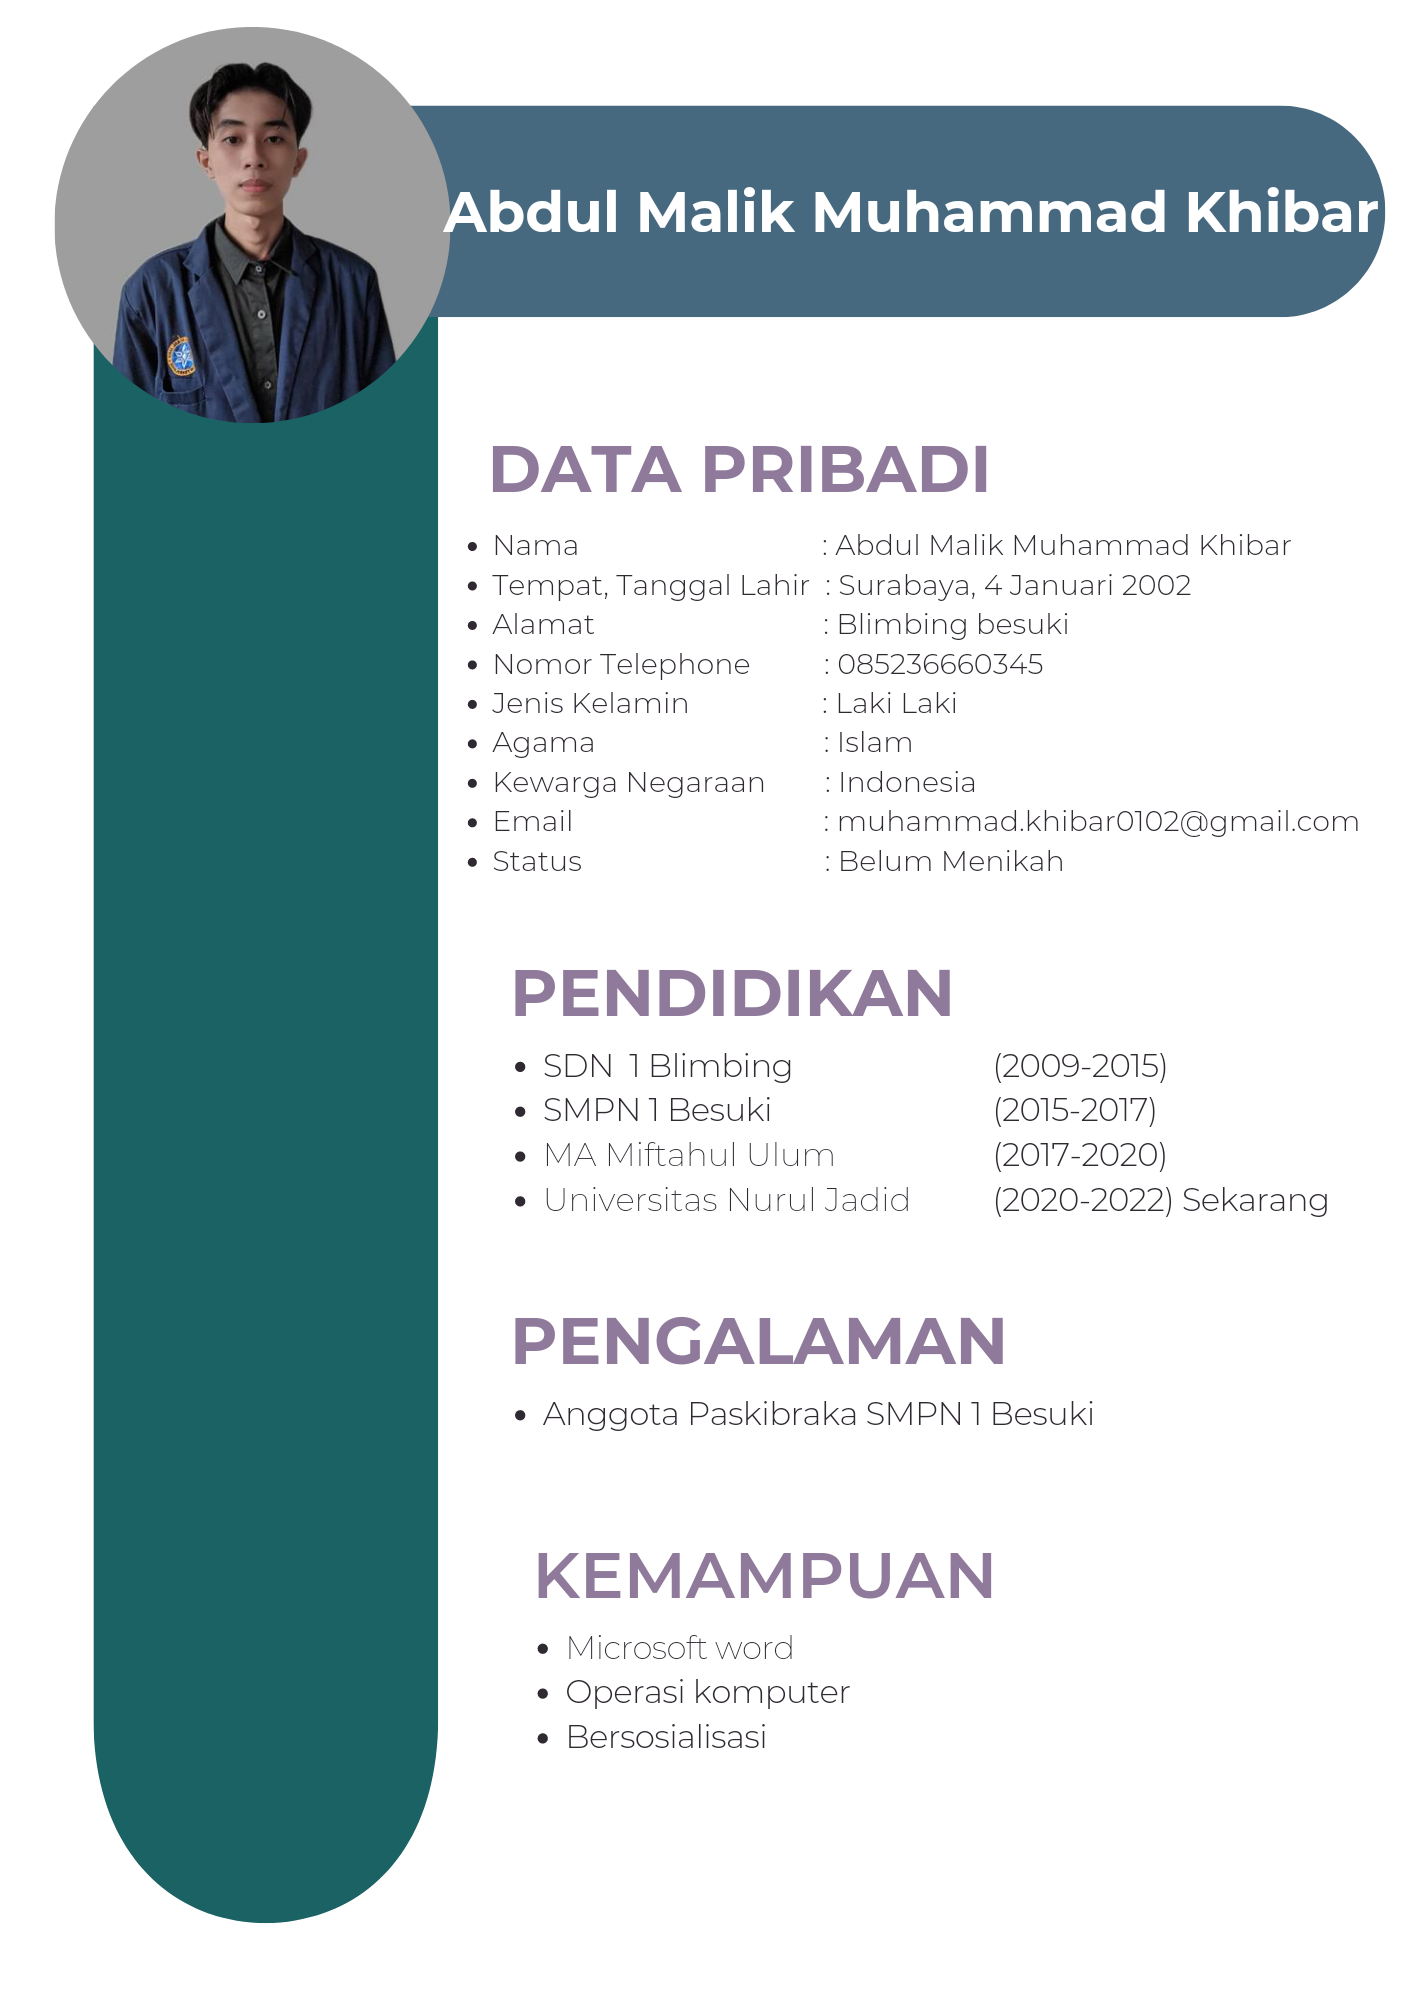 Abdul Malik Muhammad Khibar
DATA PRIBADI
• Nama : Abdul Malik Muhammad Khibar
• Tempat, Tanggal Lahir : Surabaya, 4 Januari 2002
• Alamat : Blimbing besuki
• Nomor Telephone : 085236660345
• Jenis Kelamin : Laki Laki
• Agama : Islam
• Kewarga Negaraan : Indonesia
• Email : muhammad.khibar0102@gmail.com
• Status : Belum Menikah
PENDIDIKAN
• SDN 1 Blimbing (2009-2015)
• SMPN 1 Besuki (2015-2017)
• MA Miftahul Ulum (2017-2020)
• Universitas Nurul Jadid (2020-2022) Sekarang
PENGALAMAN
• Anggota Paskibraka SMPN 1 Besuki
KEMAMPUAN
• Microsoft word
• Operasi komputer
• Bersosialisasi